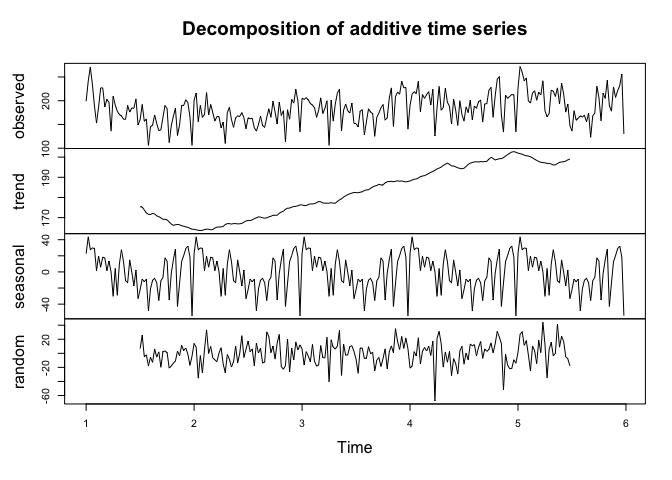 Decomposition of additive time series
observed
100
200
trend
170
190
seasonal
-40
0
40
random
-60
-20
20
1 2 3 4 5 6
Time